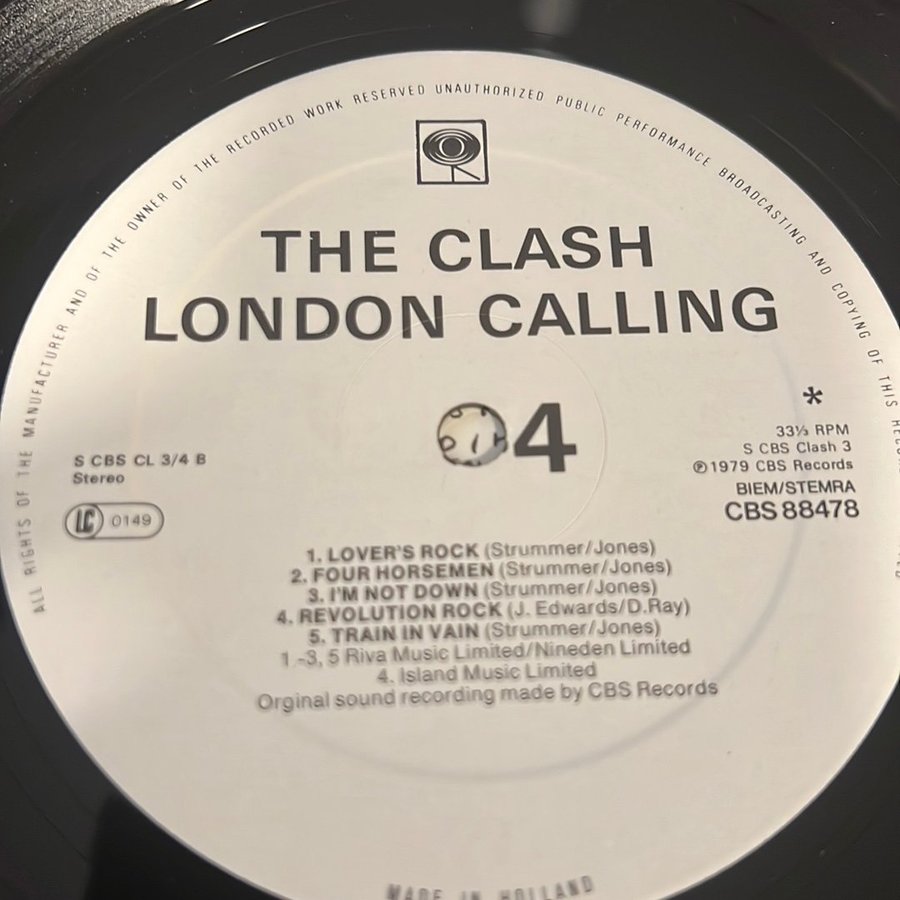 ALL RIGHTS OF THE MANUFACTURER AND OF THE OWNER OF THE RECORDED WORK RESERVED UNAUTHORIZED PUBLIC PERFORMANCE BROADCASTING AND COPYING OF THIS
THE CLASH
LONDON CALLING
4
*
S CBS CL 3/4 B
Stereo
LC 0149
33⅓ RPM
S CBS Clash 3
℗1979 CBS Records
BIEM/STEMRA
CBS 88478
1. LOVER'S ROCK (Strummer/Jones)
2. FOUR HORSEMEN (Strummer/Jones)
3. I'M NOT DOWN (Strummer/Jones)
4. REVOLUTION ROCK (J. Edwards/D.Ray)
5. TRAIN IN VAIN (Strummer/Jones)
1-3, 5 Riva Music Limited/Nineden Limited
4. Island Music Limited
Orginal sound recording made by CBS Records
MADE IN HOLLAND